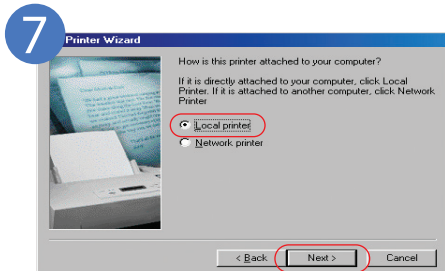 7
Printer Wizard
How is this printer attached to your computer?
If it is directly attached to your computer, click Local
Printer. If it is attached to another computer, click Network
Printer
Local printer
Network printer
< Back
Next >
Cancel